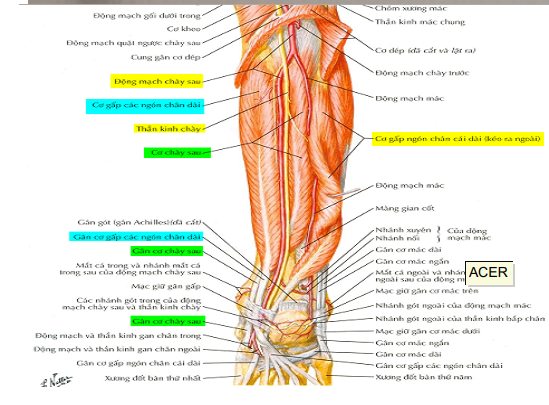 Động mạch gối dưới trong
Cơ kheo
Động mạch quặt ngược chày sau
Cung gân cơ dép
Động mạch chày sau
Cơ gấp các ngón chân dài
Thần kinh chày
Cơ chày sau
Gân gót (gân Achilles)(đã cắt)
Gân cơ gấp các ngón chân dài
Gân cơ chày sau
Mắt cá trong và nhánh mắt cá
trong sau của động mạch chày sau
Mạc giữ gân gấp
Các nhánh gót trong của động
mạch chày sau và thần kinh chày
Gân cơ chày sau
Động mạch và thần kinh gan chân trong
Động mạch và thần kinh gan chân ngoài
Gân cơ gấp ngón chân cái dài
Xương đốt bàn thứ nhất
Chỏm xương mác
Thần kinh mác chung
Cơ dép (đã cắt và lật ra)
Động mạch chày trước
Động mạch mác
Cơ gấp ngón chân cái dài (kéo ra ngoài)
Động mạch mác
Màng gian cốt
Nhánh xuyên
Nhánh nối
Của động
mạch mác
Gân cơ mác dài
Gân cơ mác ngắn
Mắt cá ngoài và nhánh
ngoài sau của động
ACER
Mạc giữ gân cơ mác trên
Nhánh gót ngoài của động mạch mác
Nhánh gót ngoài của thần kinh bắp chân
Mạc giữ gân cơ mác dưới
Gân cơ mác ngắn
Gân cơ mác dài
Gân cơ gấp các ngón chân dài
Xương đốt bàn thứ năm